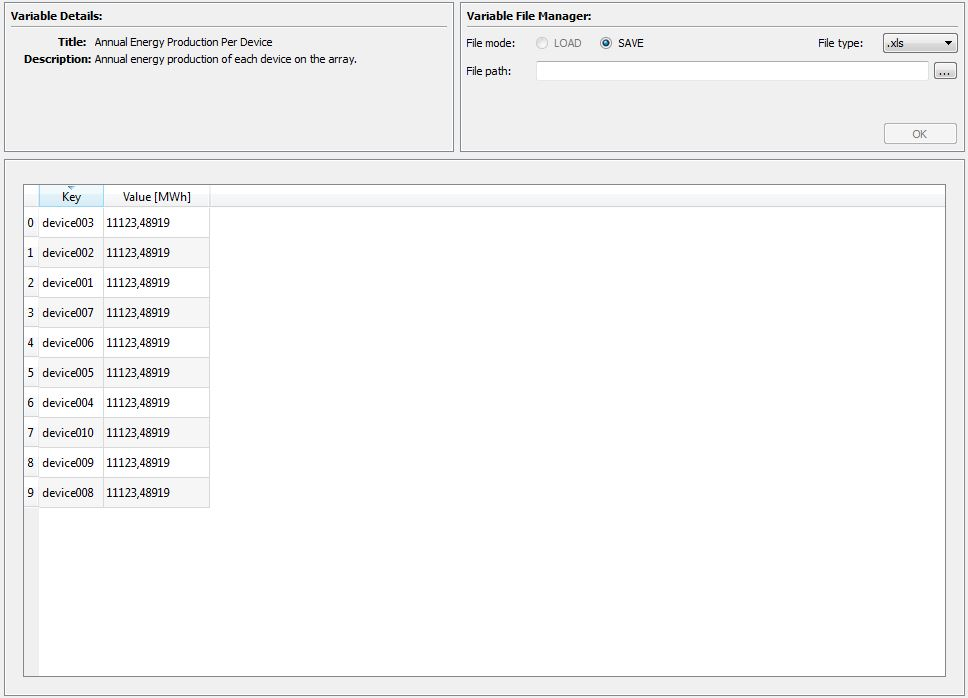 Variable Details:
Title: Annual Energy Production Per Device
Description: Annual energy production of each device on the array.
Variable File Manager:
File mode: LOAD SAVE File type: .xls
File path: ...
OK
Key Value [MWh]
0 device003 11123,48919
1 device002 11123,48919
2 device001 11123,48919
3 device007 11123,48919
4 device006 11123,48919
5 device005 11123,48919
6 device004 11123,48919
7 device010 11123,48919
8 device009 11123,48919
9 device008 11123,48919